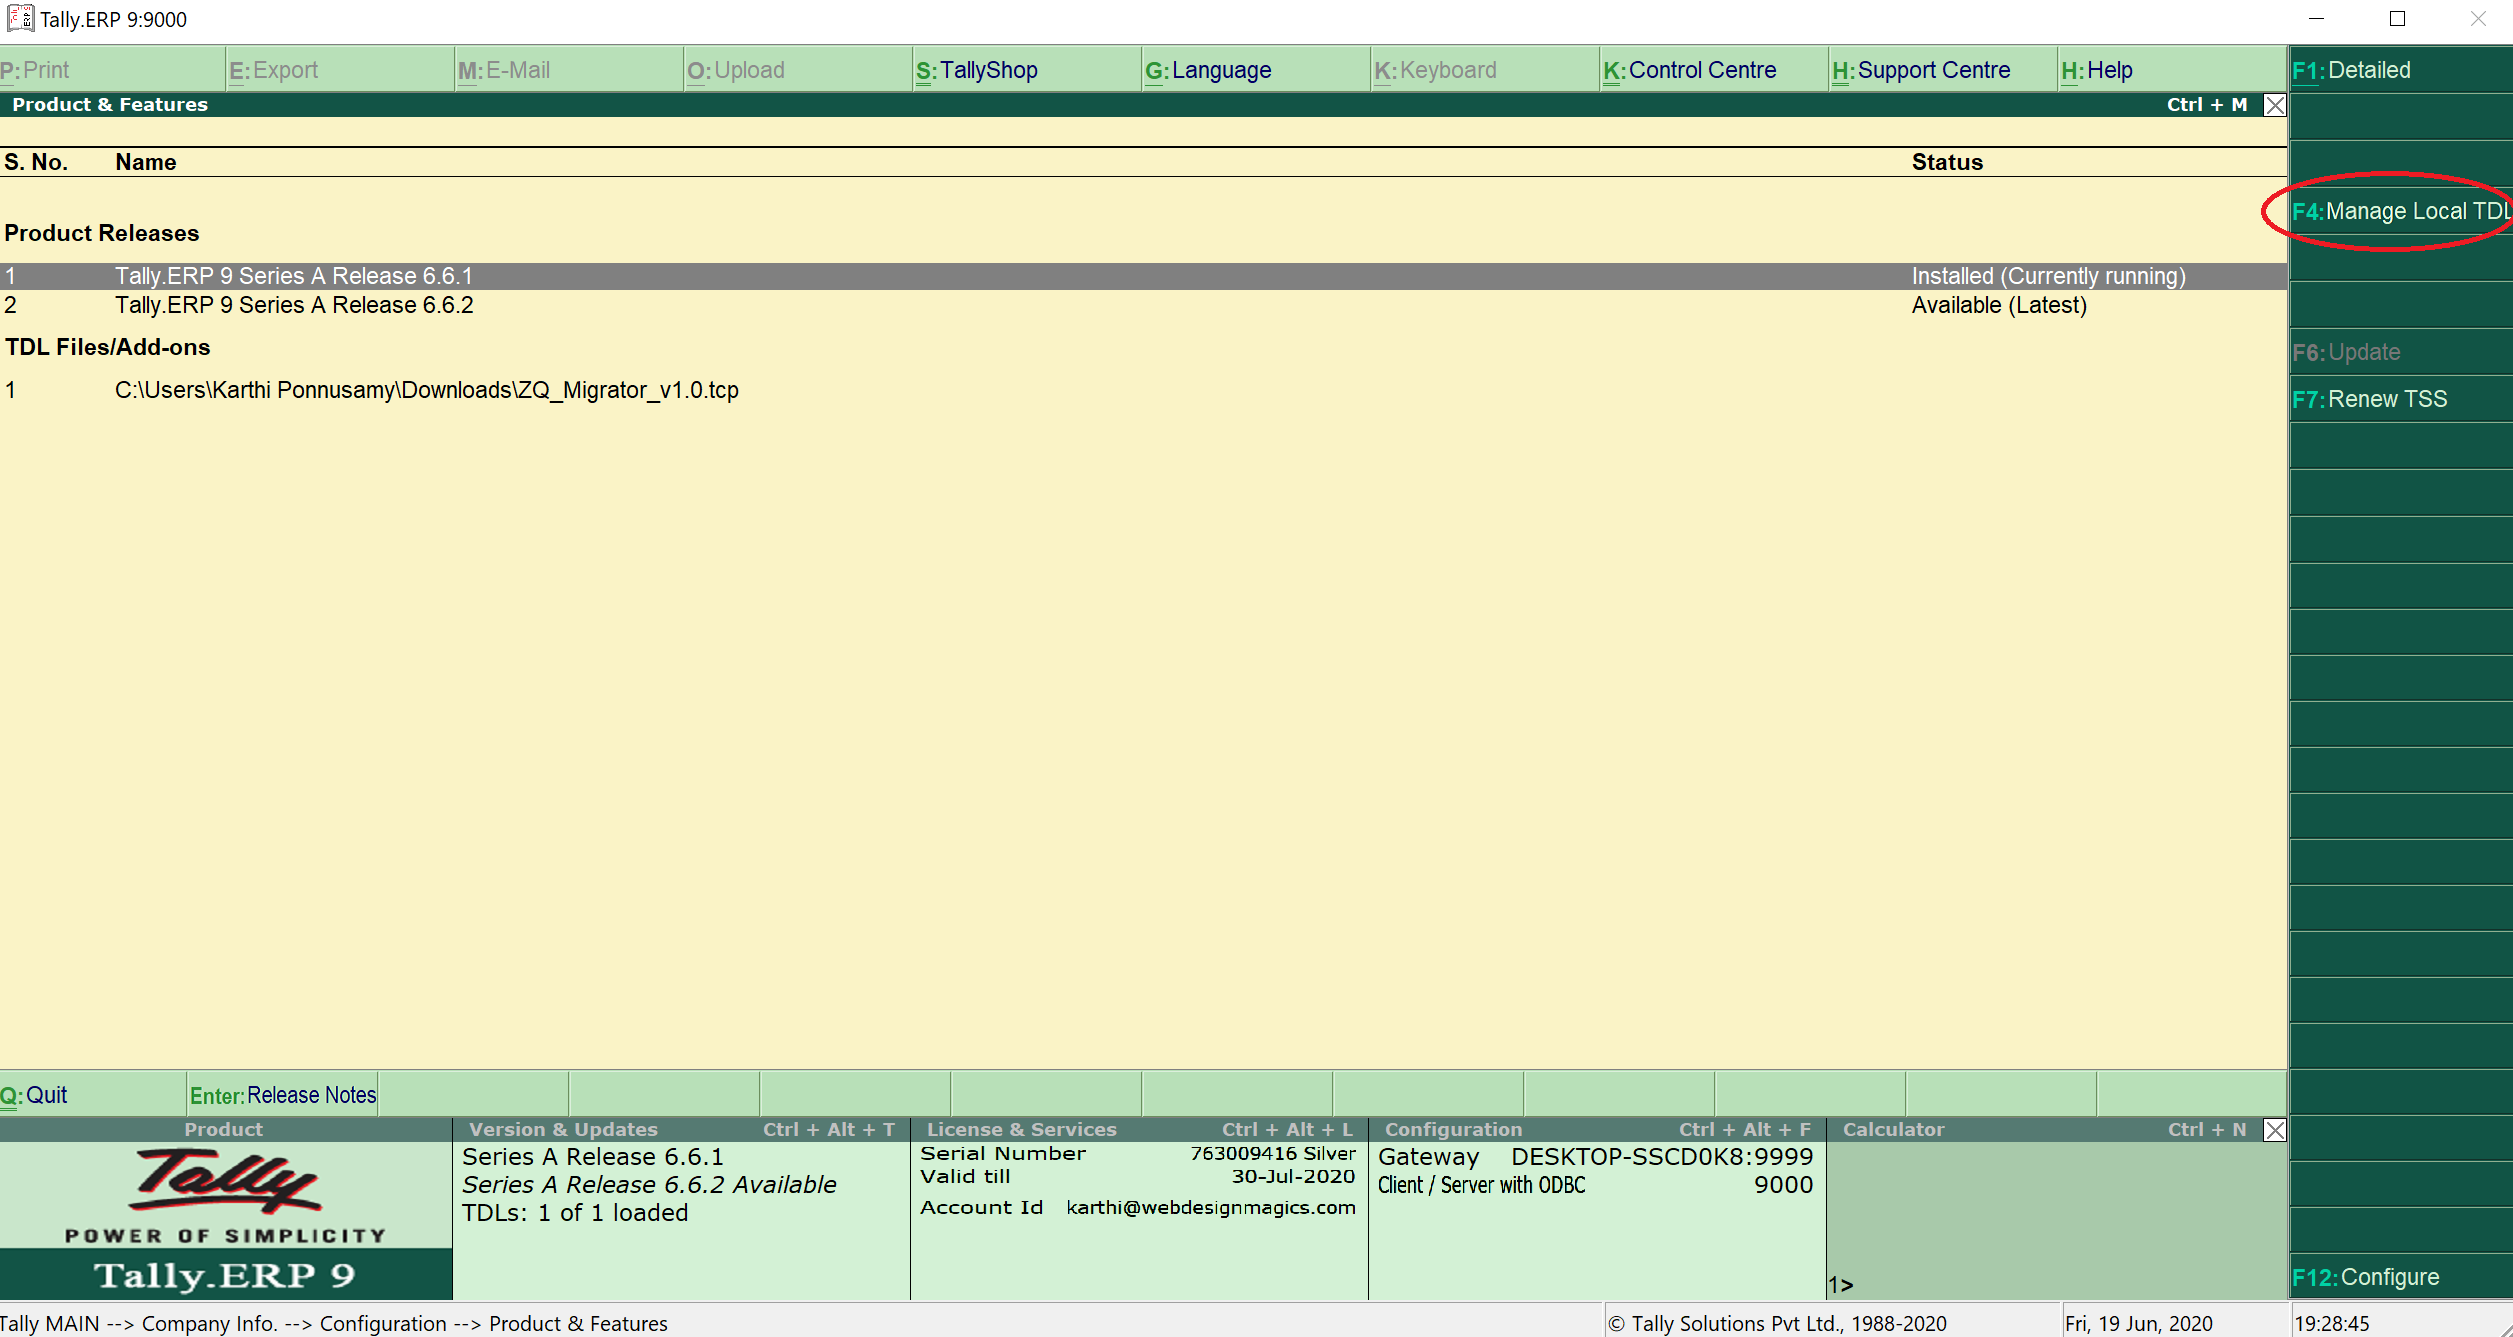 Tally.ERP 9:9000
P: Print E: Export M: E-Mail O: Upload S: TallyShop G: Language K: Keyboard K: Control Centre H: Support Centre H: Help F1: Detailed
Product & Features Ctrl + M
S. No. Name Status
F4: Manage Local TDL
Product Releases
1 Tally.ERP 9 Series A Release 6.6.1 Installed (Currently running)
2 Tally.ERP 9 Series A Release 6.6.2 Available (Latest)
TDL Files/Add-ons
F6: Update
1 C:\Users\Karthi Ponnusamy\Downloads\ZQ_Migrator_v1.0.tcp
F7: Renew TSS
Q: Quit Enter: Release Notes
Product
Tally
POWER OF SIMPLICITY
Tally.ERP 9
Version & Updates Ctrl + Alt + T
Series A Release 6.6.1
Series A Release 6.6.2 Available
TDLs: 1 of 1 loaded
License & Services Ctrl + Alt + L
Serial Number 763009416 Silver
Valid till 30-Jul-2020
Account Id karthi@webdesignmagics.com
Configuration Ctrl + Alt + F
Gateway DESKTOP-SSCD0K8:9999
Client / Server with ODBC 9000
Calculator Ctrl + N
1>
F12: Configure
Tally MAIN --> Company Info. --> Configuration --> Product & Features © Tally Solutions Pvt Ltd., 1988-2020 Fri, 19 Jun, 2020 19:28:45